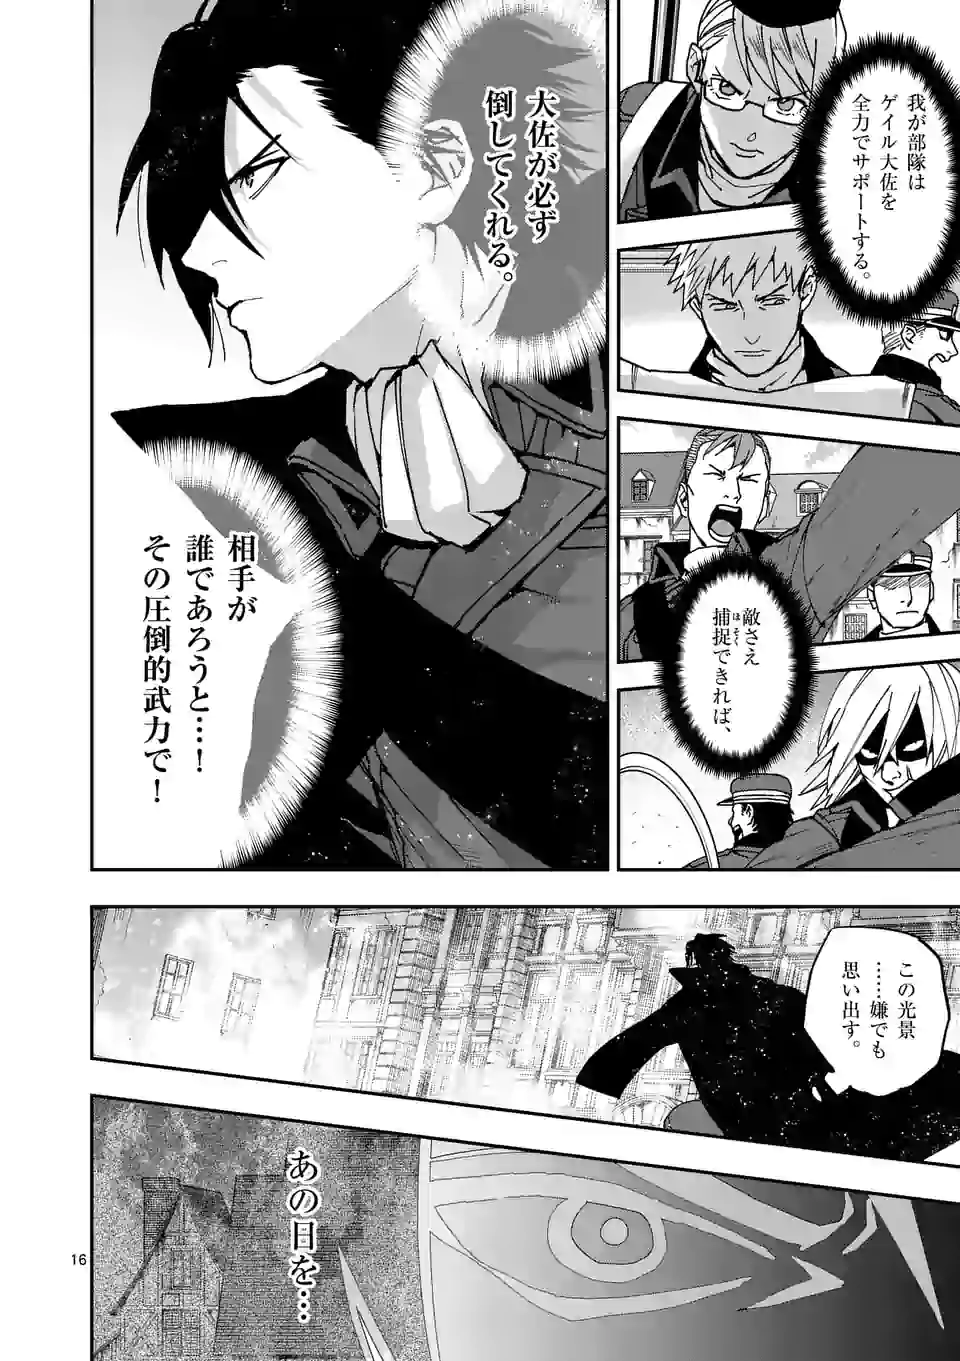 我が部隊は
ゲイル大佐を
全力でサポートする。
敵さえ
捕捉できれば、
ほそく
大佐が必ず
倒してくれる。
相手が
誰であろうと…！
その圧倒的武力で！
この光景
……嫌でも
思い出す。
あの日を…
16